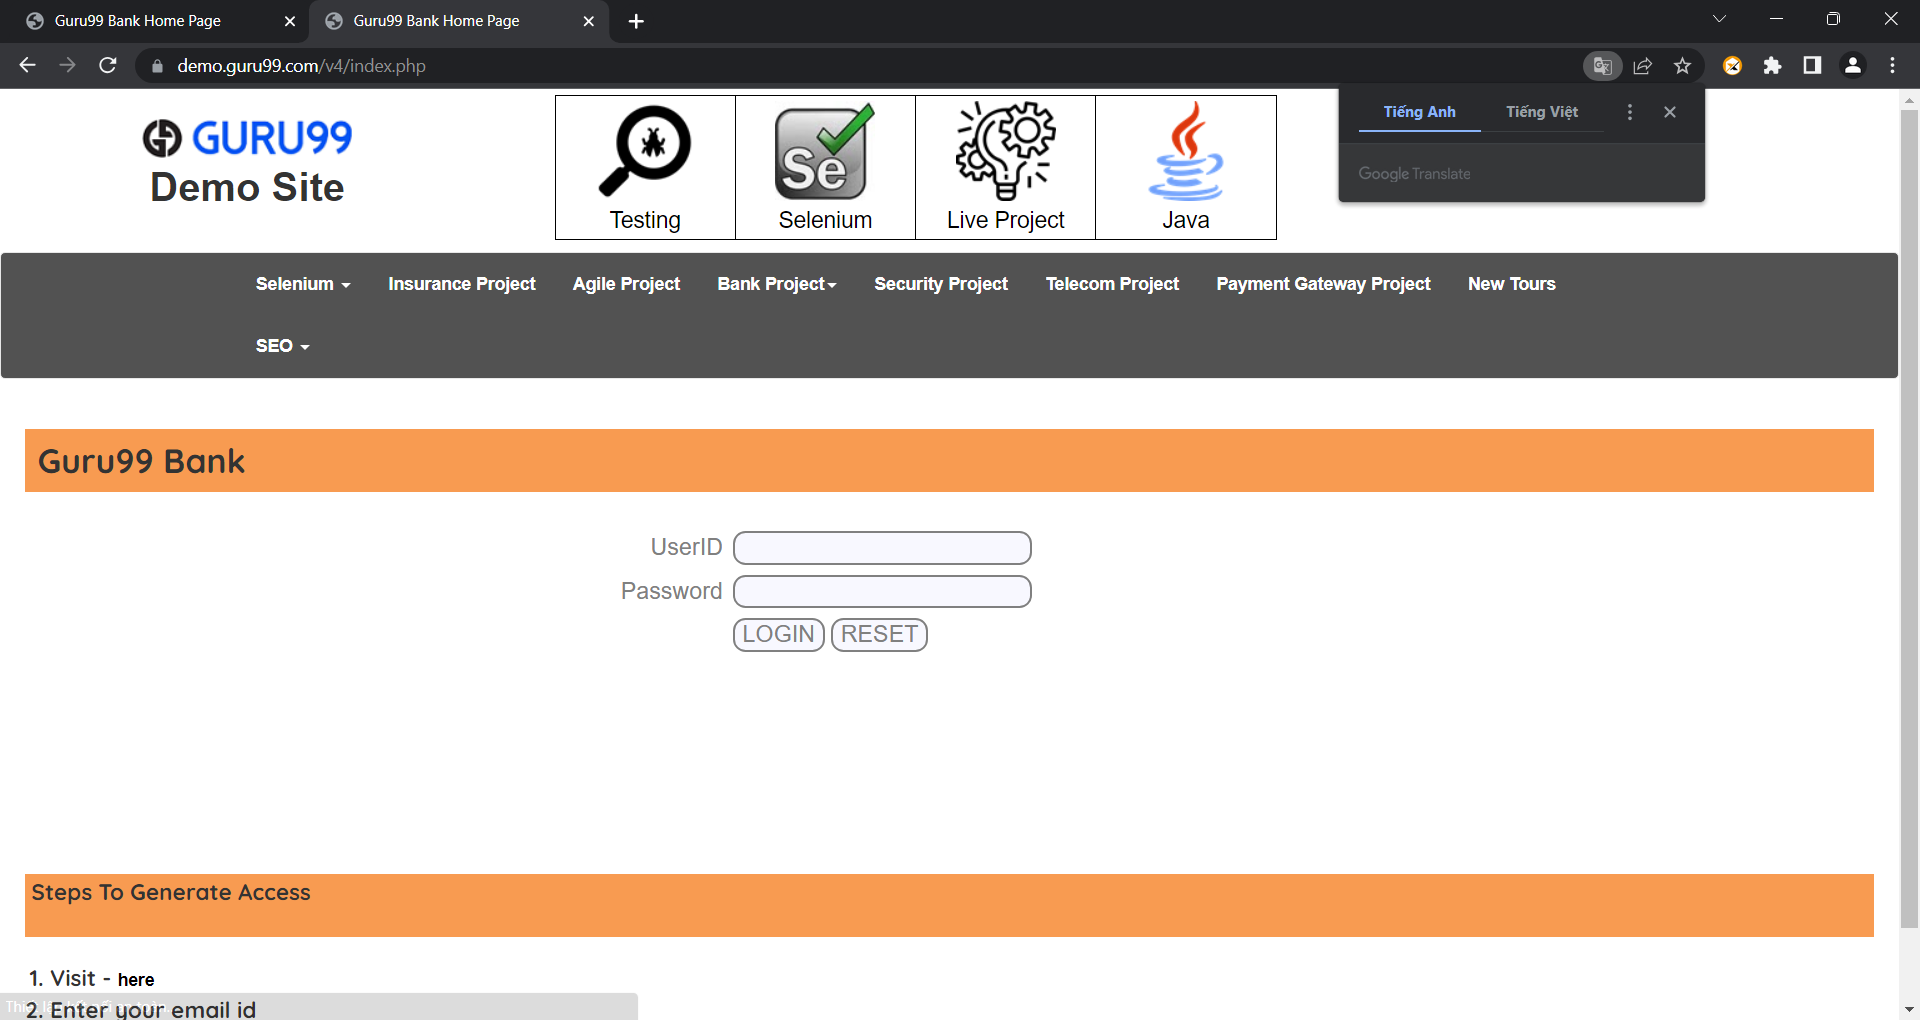 Guru99 Bank Home Page
Guru99 Bank Home Page
demo.guru99.com/v4/index.php
GURU99
Demo Site
Testing
Se
Selenium
Live Project
Java
Tiếng Anh
Tiếng Việt
Google Translate
Selenium
Insurance Project
Agile Project
Bank Project
Security Project
Telecom Project
Payment Gateway Project
New Tours
SEO
Guru99 Bank
UserID
Password
LOGIN
RESET
Steps To Generate Access
1. Visit - here
2. Enter your email id